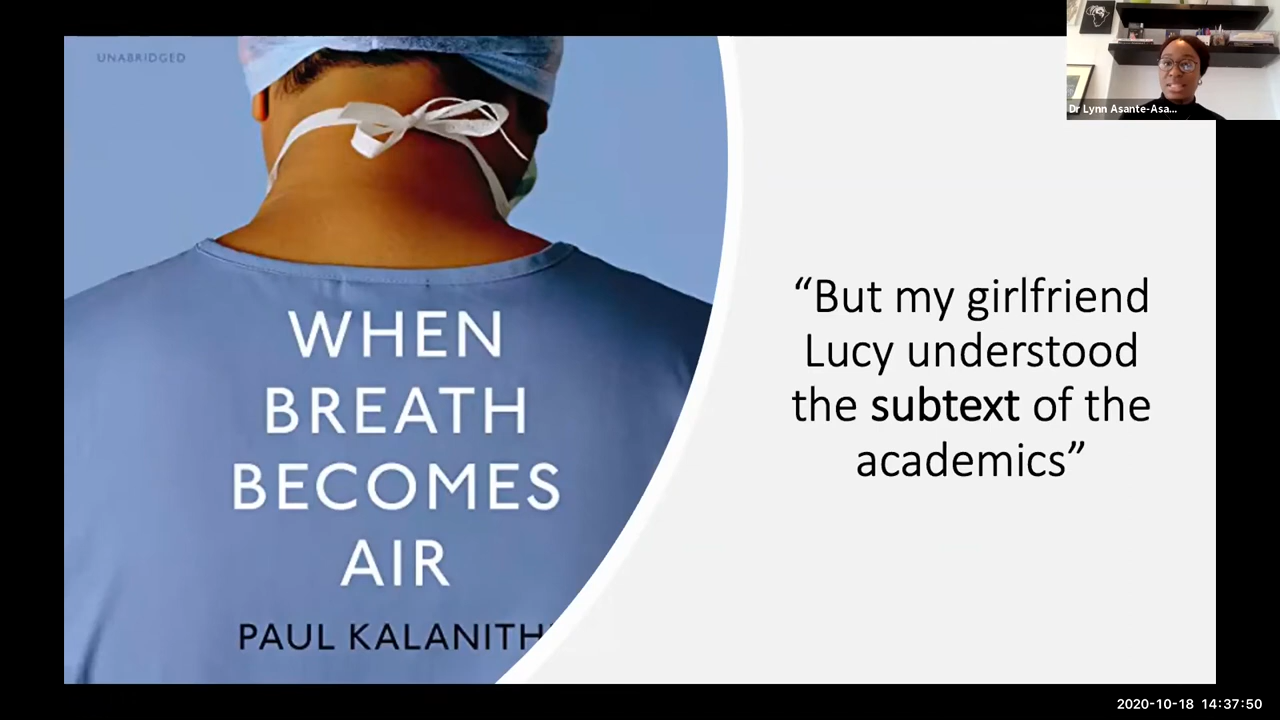 UNABRIDGED
WHEN
BREATH
BECOMES
AIR
PAUL KALANITH
“But my girlfriend
Lucy understood
the subtext of the
academics”
Dr Lynn Asante-Asa...
2020-10-18 14:37:50